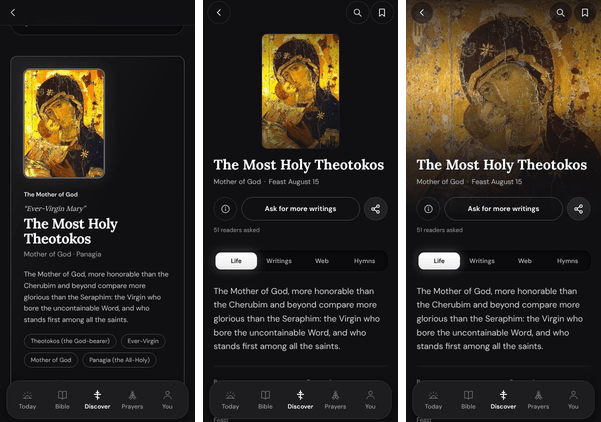 The Mother of God
“Ever-Virgin Mary”
The Most Holy
Theotokos
Mother of God · Panagia
The Mother of God, more honorable than the
Cherubim and beyond compare more
glorious than the Seraphim: the Virgin who
bore the uncontainable Word, and who
stands first among all the saints.
Theotokos (the God-bearer)
Ever-Virgin
Mother of God
Panagia (the All-Holy)
Today
Bible
Discover
Prayers
You
The Most Holy Theotokos
Mother of God · Feast August 15
Ask for more writings
51 readers asked
Life
Writings
Web
Hymns
The Mother of God, more honorable than
the Cherubim and beyond compare more
glorious than the Seraphim: the Virgin who
bore the uncontainable Word, and who
stands first among all the saints.
Today
Bible
Discover
Prayers
You
Feast
The Most Holy Theotokos
Mother of God · Feast August 15
Ask for more writings
51 readers asked
Life
Writings
Web
Hymns
The Mother of God, more honorable than
the Cherubim and beyond compare more
glorious than the Seraphim: the Virgin who
bore the uncontainable Word, and who
stands first among all the saints.
Today
Bible
Discover
Prayers
You
Feast